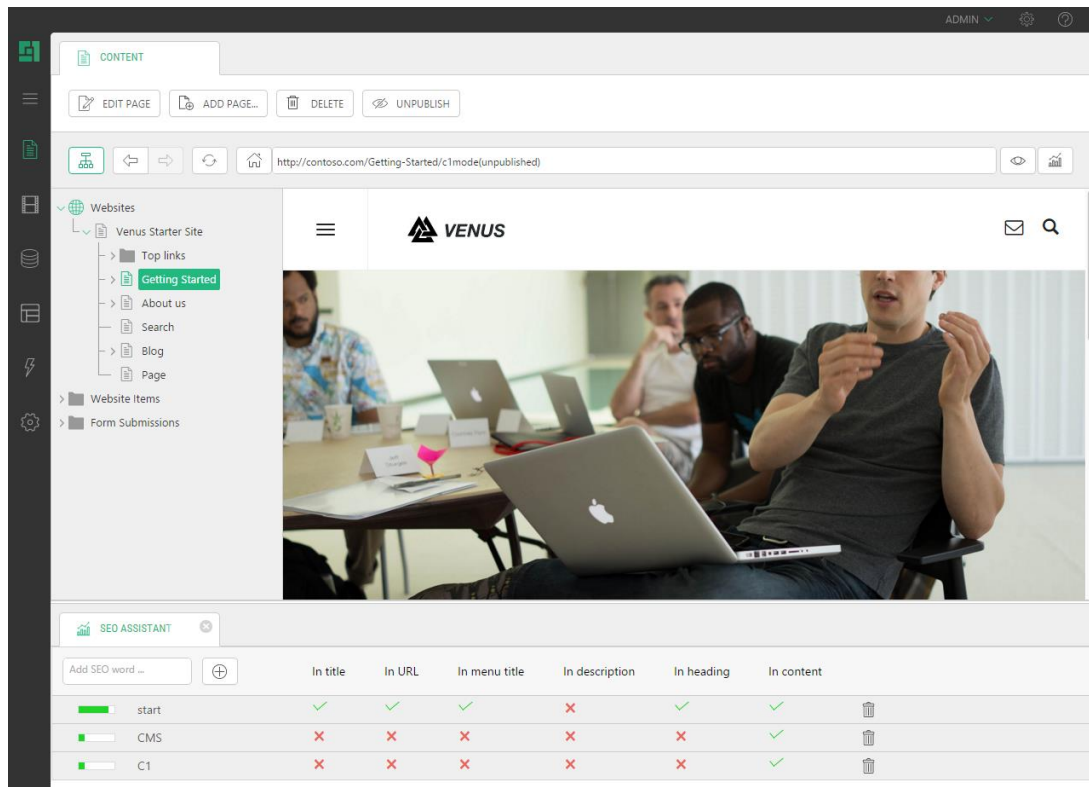 ADMIN
CONTENT
EDIT PAGE ADD PAGE... DELETE UNPUBLISH
http://contoso.com/Getting-Started/c1mode(unpublished)
Websites
Venus Starter Site
Top links
Getting Started
About us
Search
Blog
Page
Website Items
Form Submissions
VENUS
SEO ASSISTANT
Add SEO word ... In title In URL In menu title In description In heading In content
start
CMS
C1